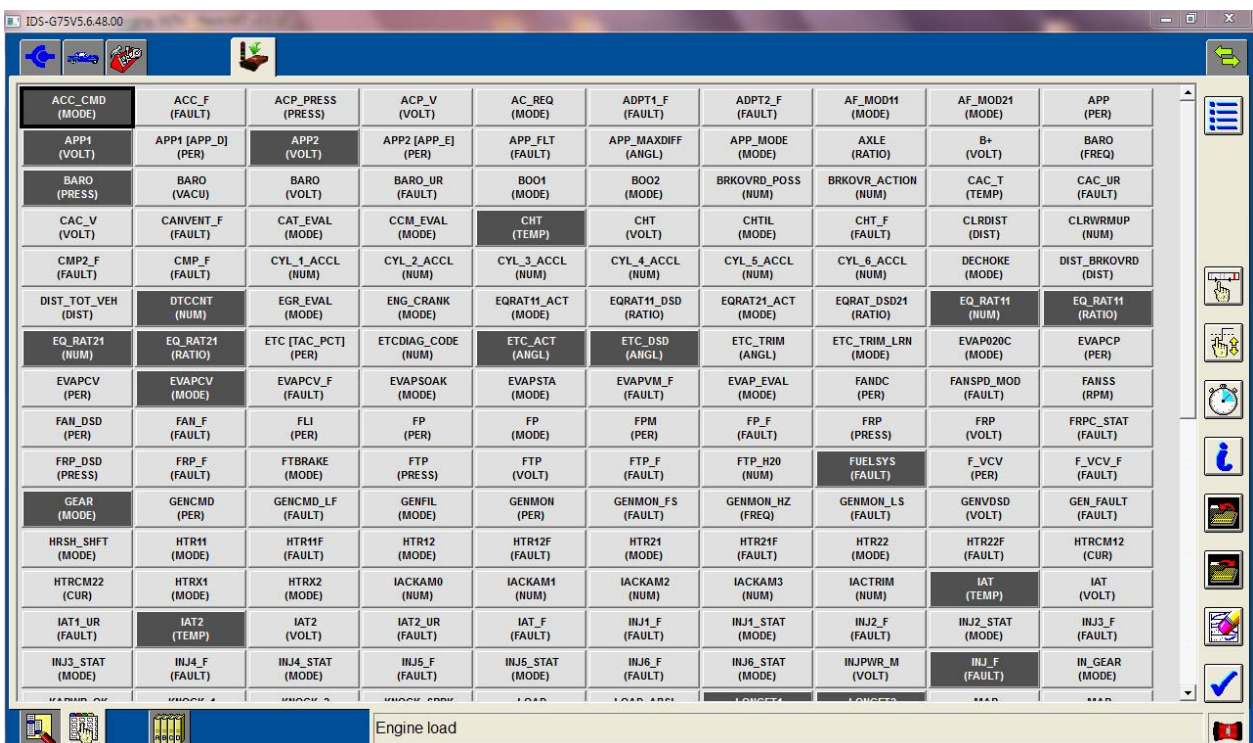 IDS-G75V5.6.48.00
ACC_CMD (MODE) ACC_F (FAULT) ACP_PRESS (PRESS) ACP_V (VOLT) AC_REQ (MODE) ADPT1_F (FAULT) ADPT2_F (FAULT) AF_MOD11 (MODE) AF_MOD21 (MODE) APP (PER)
APP1 (VOLT) APP1 [APP_D] (PER) APP2 (VOLT) APP2 [APP_E] (PER) APP_FLT (FAULT) APP_MAXDIFF (ANGL) APP_MODE (MODE) AXLE (RATIO) B+ (VOLT) BARO (FREQ)
BARO (PRESS) BARO (VACU) BARO (VOLT) BARO_UR (FAULT) BOO1 (MODE) BOO2 (MODE) BRKOVRD_POSS (NUM) BRKOVR_ACTION (NUM) CAC_T (TEMP) CAC_UR (FAULT)
CAC_V (VOLT) CANVENT_F (FAULT) CAT_EVAL (MODE) CCM_EVAL (MODE) CHT (TEMP) CHT (VOLT) CHTIL (MODE) CHT_F (FAULT) CLRDIST (DIST) CLRWRMUP (NUM)
CMP2_F (FAULT) CMP_F (FAULT) CYL_1_ACCL (NUM) CYL_2_ACCL (NUM) CYL_3_ACCL (NUM) CYL_4_ACCL (NUM) CYL_5_ACCL (NUM) CYL_6_ACCL (NUM) DECHOKE (MODE) DIST_BRKOVRD (DIST)
DIST_TOT_VEH (DIST) DTCCNT (NUM) EGR_EVAL (MODE) ENG_CRANK (MODE) EQRAT11_ACT (MODE) EQRAT11_DSD (RATIO) EQRAT21_ACT (MODE) EQRAT_DSD21 (RATIO) EQ_RAT11 (NUM) EQ_RAT11 (RATIO)
EQ_RAT21 (NUM) EQ_RAT21 (RATIO) ETC [TAC_PCT] (PER) ETCDIAG_CODE (NUM) ETC_ACT (ANGL) ETC_DSD (ANGL) ETC_TRIM (ANGL) ETC_TRIM_LRN (MODE) EVAP020C (MODE) EVAPCP (PER)
EVAPCV (PER) EVAPCV (MODE) EVAPCV_F (FAULT) EVAPSOAK (MODE) EVAPSTA (MODE) EVAPVM_F (FAULT) EVAP_EVAL (MODE) FANDC (PER) FANSPD_MOD (FAULT) FANSS (RPM)
FAN_DSD (PER) FAN_F (FAULT) FLI (PER) FP (PER) FP (MODE) FPM (PER) FP_F (FAULT) FRP (PRESS) FRP (VOLT) FRPC_STAT (FAULT)
FRP_DSD (PRESS) FRP_F (FAULT) FTBRAKE (MODE) FTP (PRESS) FTP (VOLT) FTP_F (FAULT) FTP_H20 (NUM) FUELSYS (FAULT) F_VCV (PER) F_VCV_F (FAULT)
GEAR (MODE) GENCMD (PER) GENCMD_LF (FAULT) GENFIL (MODE) GENMON (PER) GENMON_FS (FAULT) GENMON_HZ (FREQ) GENMON_LS (FAULT) GENVDSD (VOLT) GEN_FAULT (FAULT)
HRSH_SHFT (MODE) HTR11 (MODE) HTR11F (FAULT) HTR12 (MODE) HTR12F (FAULT) HTR21 (MODE) HTR21F (FAULT) HTR22 (MODE) HTR22F (FAULT) HTRCM12 (CUR)
HTRCM22 (CUR) HTRX1 (MODE) HTRX2 (MODE) IACKAM0 (NUM) IACKAM1 (NUM) IACKAM2 (NUM) IACKAM3 (NUM) IACTRIM (NUM) IAT (TEMP) IAT (VOLT)
IAT1_UR (FAULT) IAT2 (TEMP) IAT2 (VOLT) IAT2_UR (FAULT) IAT_F (FAULT) INJ1_F (FAULT) INJ1_STAT (MODE) INJ2_F (FAULT) INJ2_STAT (MODE) INJ3_F (FAULT)
INJ3_STAT (MODE) INJ4_F (FAULT) INJ4_STAT (MODE) INJ5_F (FAULT) INJ5_STAT (MODE) INJ6_F (FAULT) INJ6_STAT (MODE) INJPWR_M (VOLT) INJ_F (FAULT) IN_GEAR (MODE)
Engine load